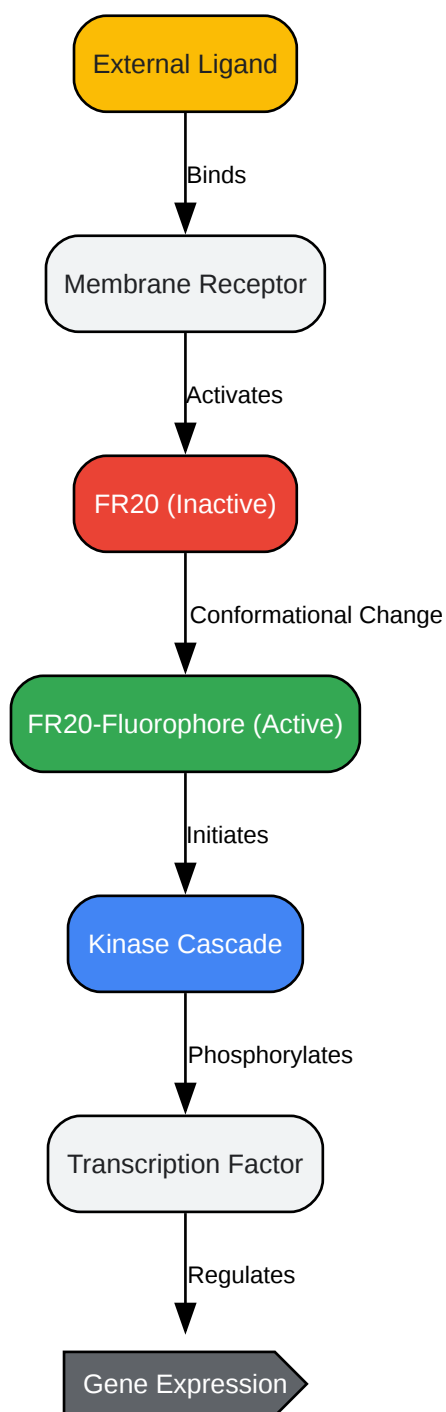 External Ligand
Binds
Membrane Receptor
Activates
FR20 (Inactive)
Conformational Change
FR20-Fluorophore (Active)
Initiates
Kinase Cascade
Phosphorylates
Transcription Factor
Regulates
Gene Expression